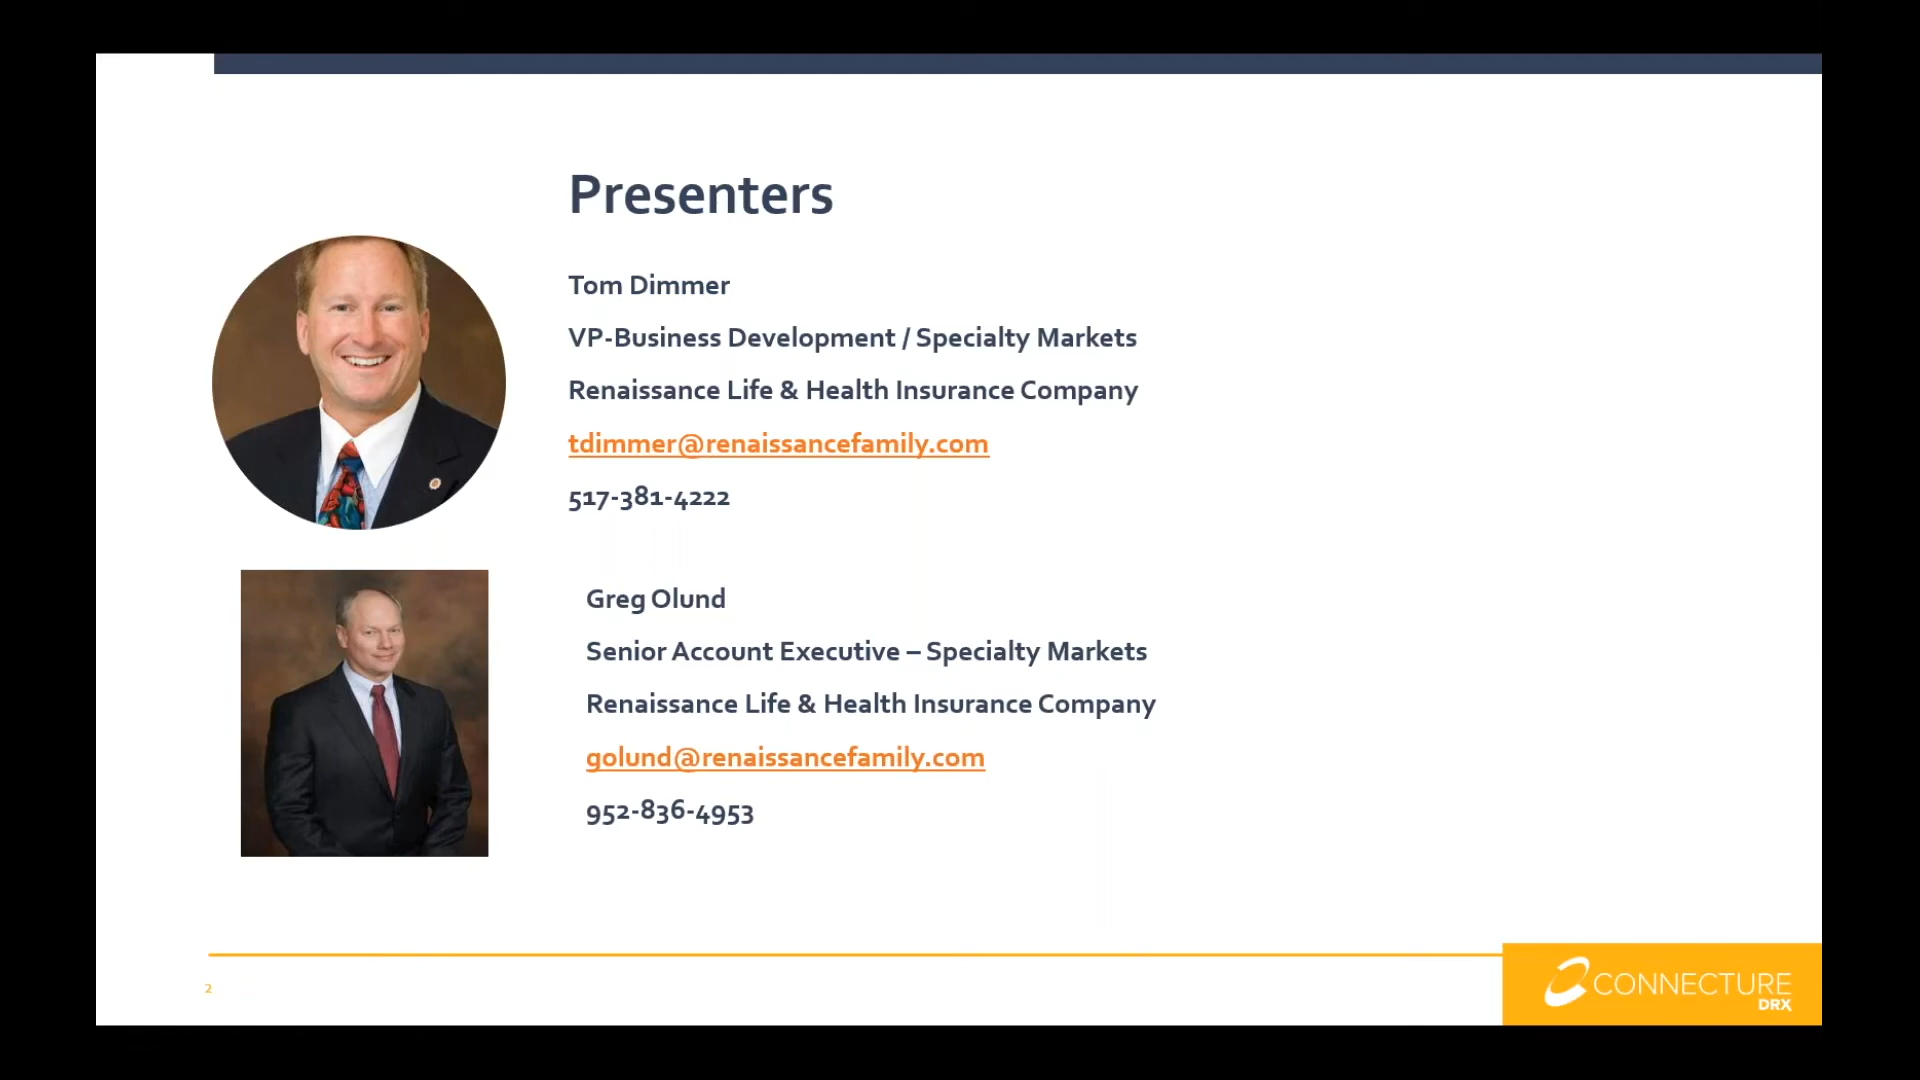 Presenters
Tom Dimmer
VP-Business Development / Specialty Markets
Renaissance Life & Health Insurance Company
tdimmer@renaissancefamily.com
517-381-4222
Greg Olund
Senior Account Executive – Specialty Markets
Renaissance Life & Health Insurance Company
golund@renaissancefamily.com
952-836-4953
2
CONNECTURE
DRX